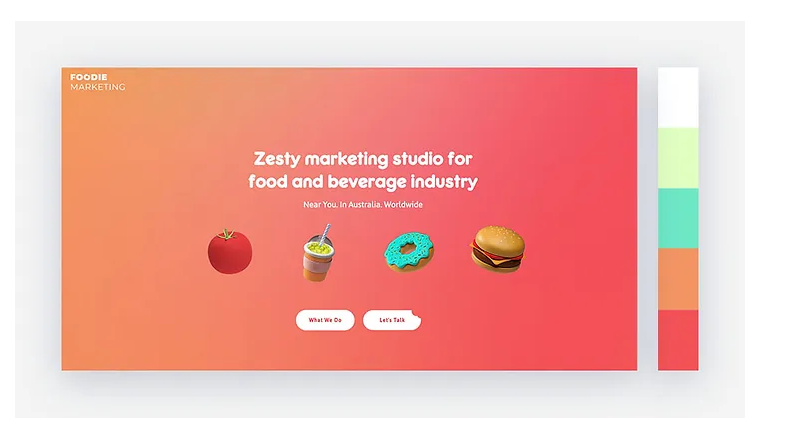 FOODIE
MARKETING
Zesty marketing studio for
food and beverage industry
Near You. In Australia. Worldwide
What We Do
Let's Talk